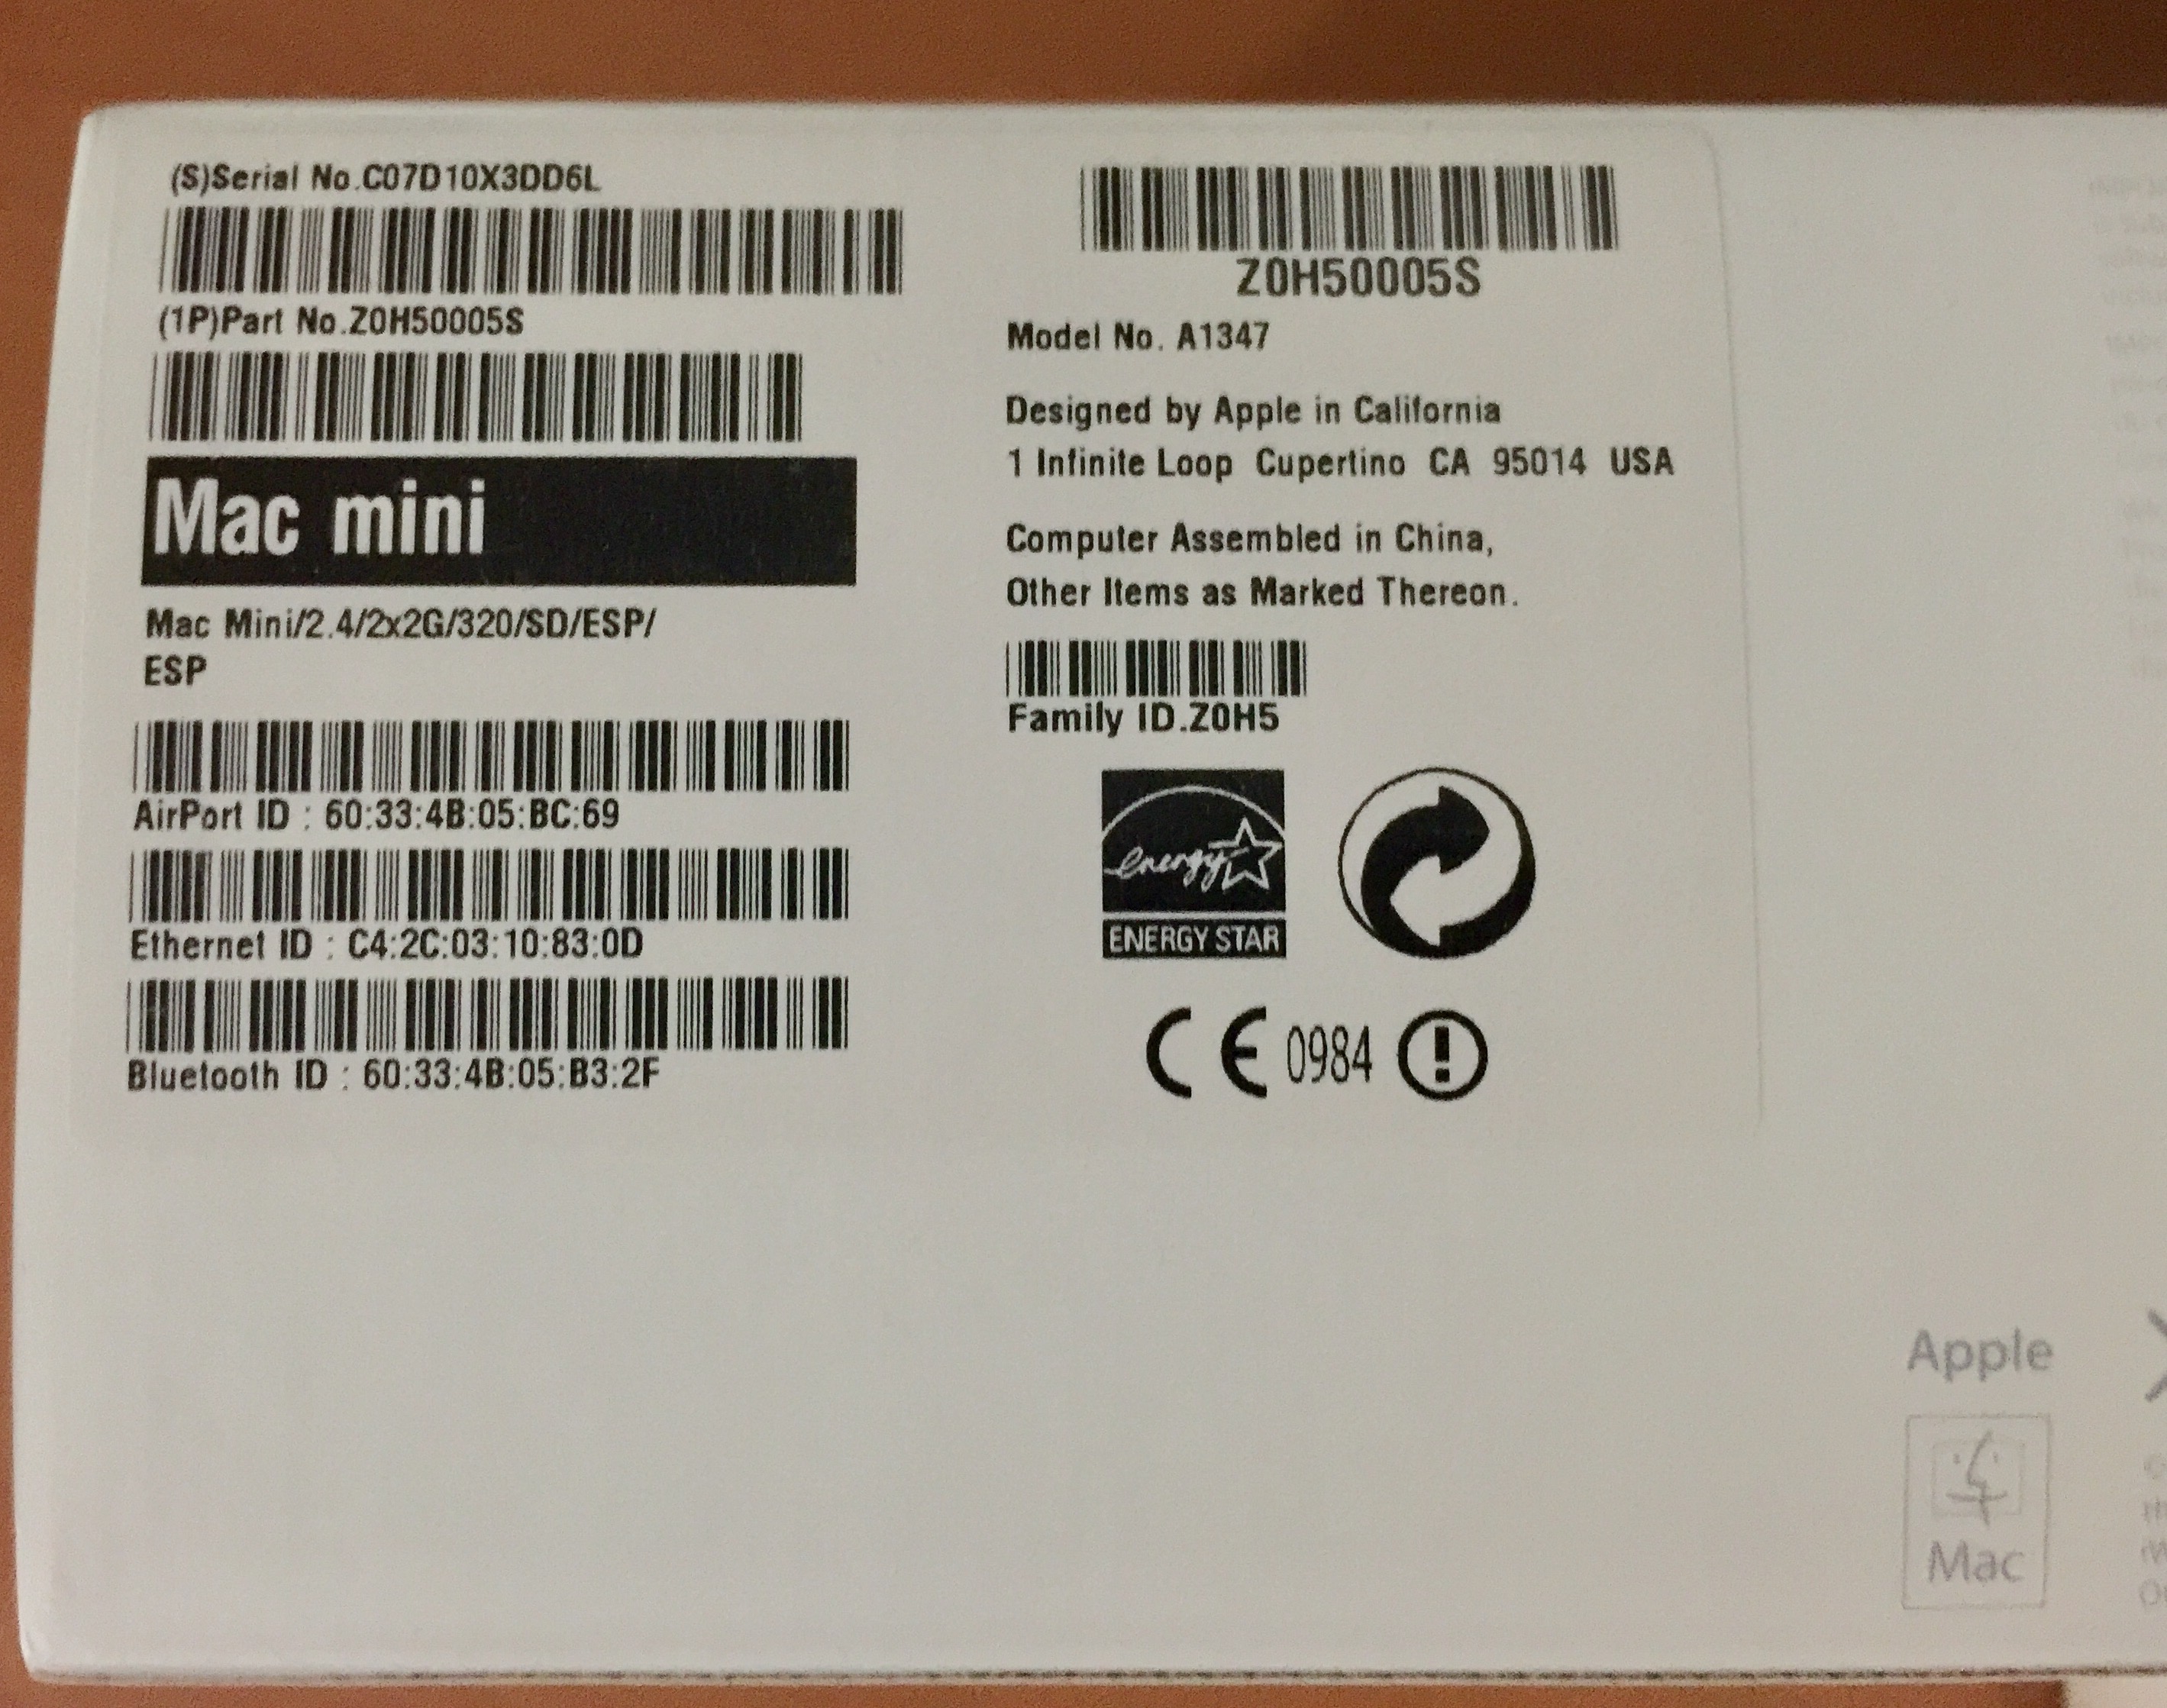 (S)Serial No.C07D10X3DD6L
(1P)Part No.Z0H50005S
Mac mini
Mac Mini/2.4/2x2G/320/SD/ESP/
ESP
AirPort ID : 60:33:4B:05:BC:69
Ethernet ID : C4:2C:03:10:83:0D
Bluetooth ID : 60:33:4B:05:B3:2F
Z0H50005S
Model No. A1347
Designed by Apple in California
1 Infinite Loop Cupertino CA 95014 USA
Computer Assembled in China,
Other Items as Marked Thereon.
Family ID.Z0H5
energy
ENERGY STAR
CE 0984
Apple
Mac